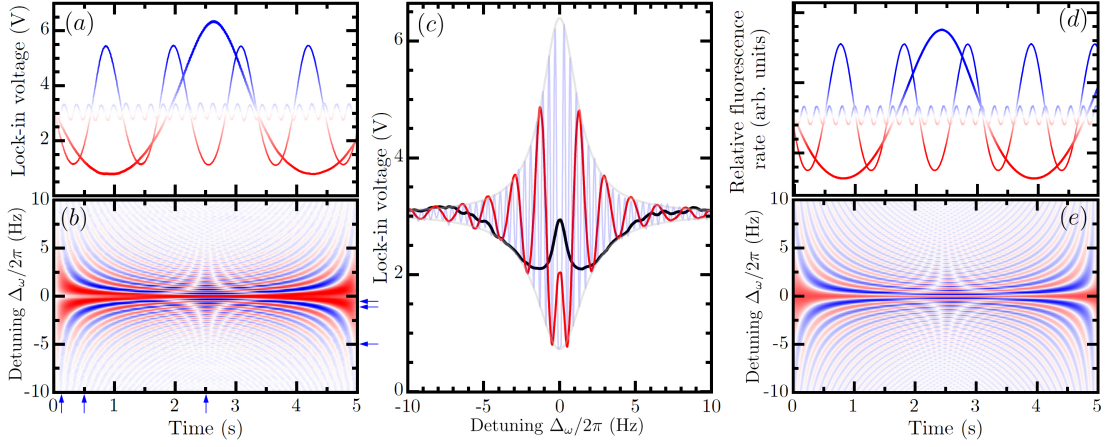 (a)
Lock-in voltage (V)
6
4
2
(b)
Detuning Δω/2π (Hz)
10
5
0
-5
-10
0 1 2 3 4 5
Time (s)
(c)
Lock-in voltage (V)
6
4
2
0
-10 -5 0 5 10
Detuning Δω/2π (Hz)
(d)
Relative fluorescence
rate (arb. units)
(e)
Detuning Δω/2π (Hz)
10
5
0
-5
-10
0 1 2 3 4 5
Time (s)